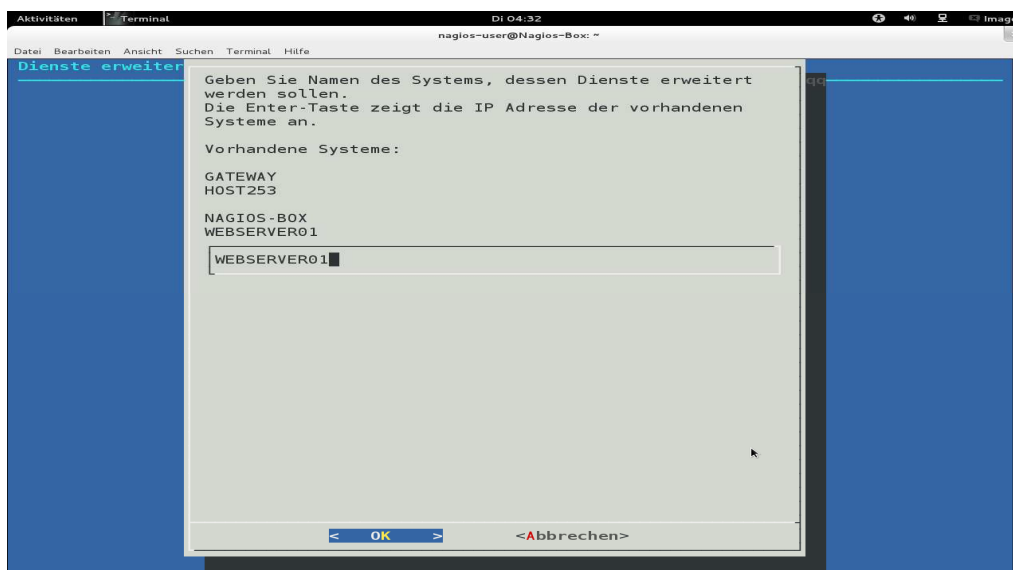 Aktivitäten Terminal Di 04:32 Imag
nagios-user@Nagios-Box: ~
Datei Bearbeiten Ansicht Suchen Terminal Hilfe
Dienste erweiter
qq
Geben Sie Namen des Systems, dessen Dienste erweitert
werden sollen.
Die Enter-Taste zeigt die IP Adresse der vorhandenen
Systeme an.
Vorhandene Systeme:
GATEWAY
HOST253
NAGIOS-BOX
WEBSERVER01
WEBSERVER01
< OK > <Abbrechen>